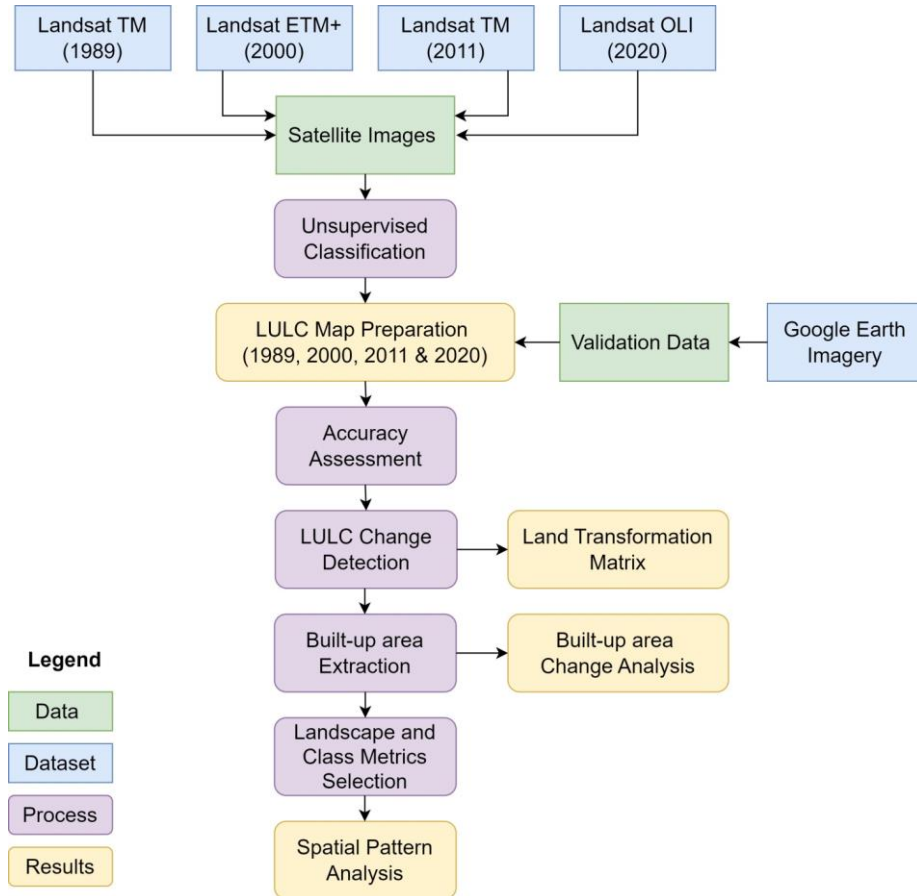 Landsat TM
(1989)
Landsat ETM+
(2000)
Landsat TM
(2011)
Landsat OLI
(2020)
Satellite Images
Unsupervised
Classification
LULC Map Preparation
(1989, 2000, 2011 & 2020)
Validation Data
Google Earth
Imagery
Accuracy
Assessment
LULC Change
Detection
Land Transformation
Matrix
Built-up area
Extraction
Built-up area
Change Analysis
Landscape and
Class Metrics
Selection
Spatial Pattern
Analysis
Legend
Data
Dataset
Process
Results